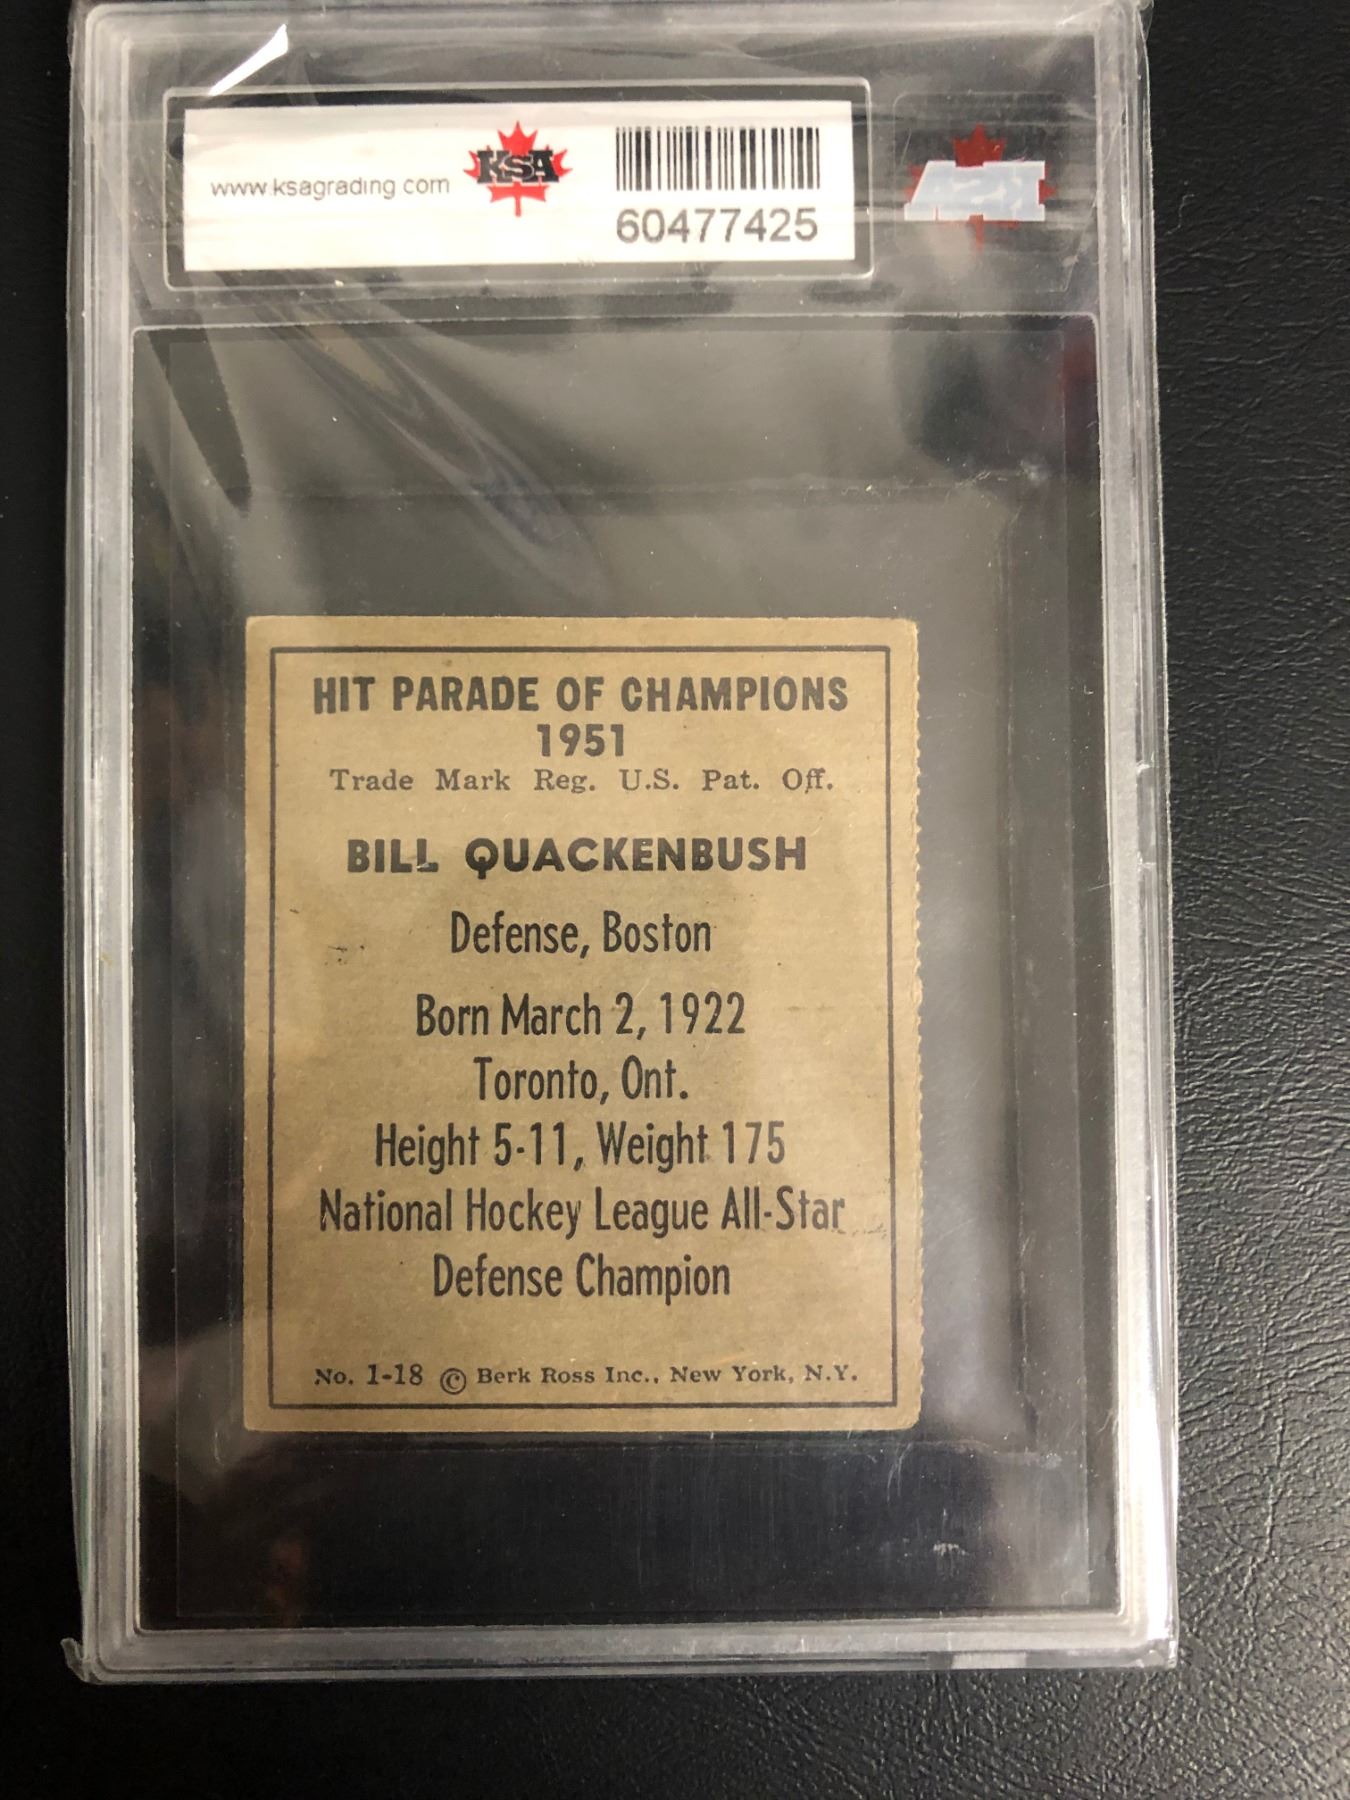 www.ksagrading.com
KSA
60477425
KSA
HIT PARADE OF CHAMPIONS
1951
Trade Mark Reg. U.S. Pat. Off.
BILL QUACKENBUSH
Defense, Boston
Born March 2, 1922
Toronto, Ont.
Height 5-11, Weight 175
National Hockey League All-Star
Defense Champion
No. 1-18 © Berk Ross Inc., New York, N.Y.